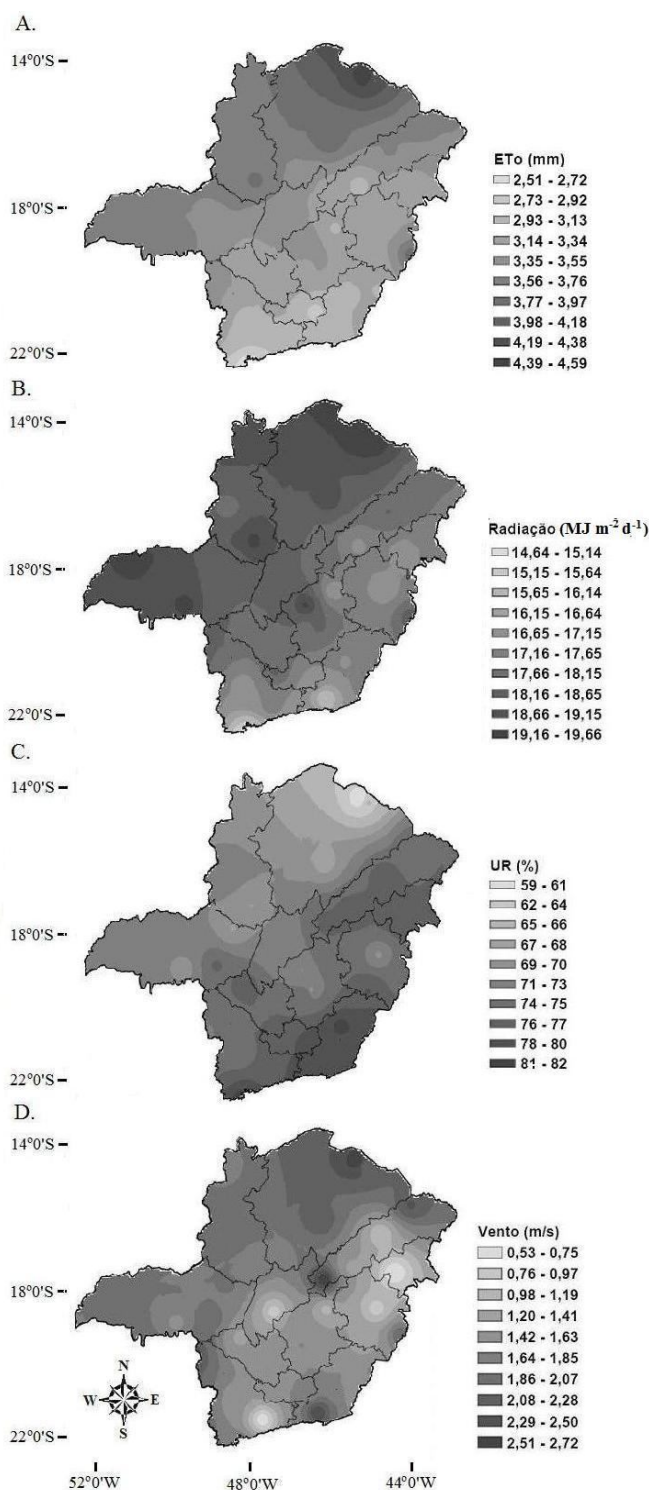 A.
14°0'S
18°0'S
22°0'S
ETo (mm)
2,51 - 2,72
2,73 - 2,92
2,93 - 3,13
3,14 - 3,34
3,35 - 3,55
3,56 - 3,76
3,77 - 3,97
3,98 - 4,18
4,19 - 4,38
4,39 - 4,59
B.
14°0'S
18°0'S
22°0'S
Radiação (MJ m⁻² d⁻¹)
14,64 - 15,14
15,15 - 15,64
15,65 - 16,14
16,15 - 16,64
16,65 - 17,15
17,16 - 17,65
17,66 - 18,15
18,16 - 18,65
18,66 - 19,15
19,16 - 19,66
C.
14°0'S
18°0'S
22°0'S
UR (%)
59 - 61
62 - 64
65 - 66
67 - 68
69 - 70
71 - 73
74 - 75
76 - 77
78 - 80
81 - 82
D.
14°0'S
18°0'S
22°0'S
Vento (m/s)
0,53 - 0,75
0,76 - 0,97
0,98 - 1,19
1,20 - 1,41
1,42 - 1,63
1,64 - 1,85
1,86 - 2,07
2,08 - 2,28
2,29 - 2,50
2,51 - 2,72
N
W E
S
52°0'W 48°0'W 44°0'W